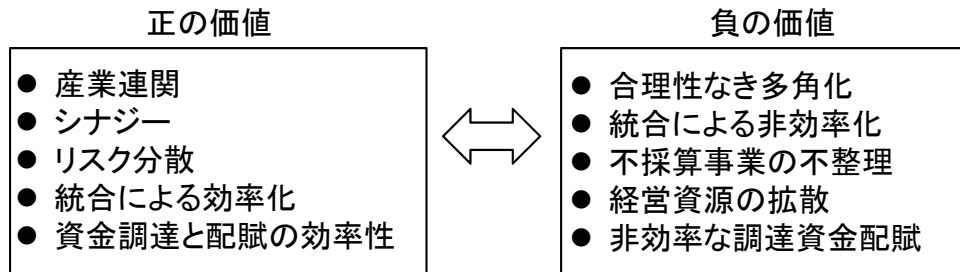 正の価値
● 産業連関
● シナジー
● リスク分散
● 統合による効率化
● 資金調達と配賦の効率性
負の価値
● 合理性なき多角化
● 統合による非効率化
● 不採算事業の不整理
● 経営資源の拡散
● 非効率な調達資金配賦